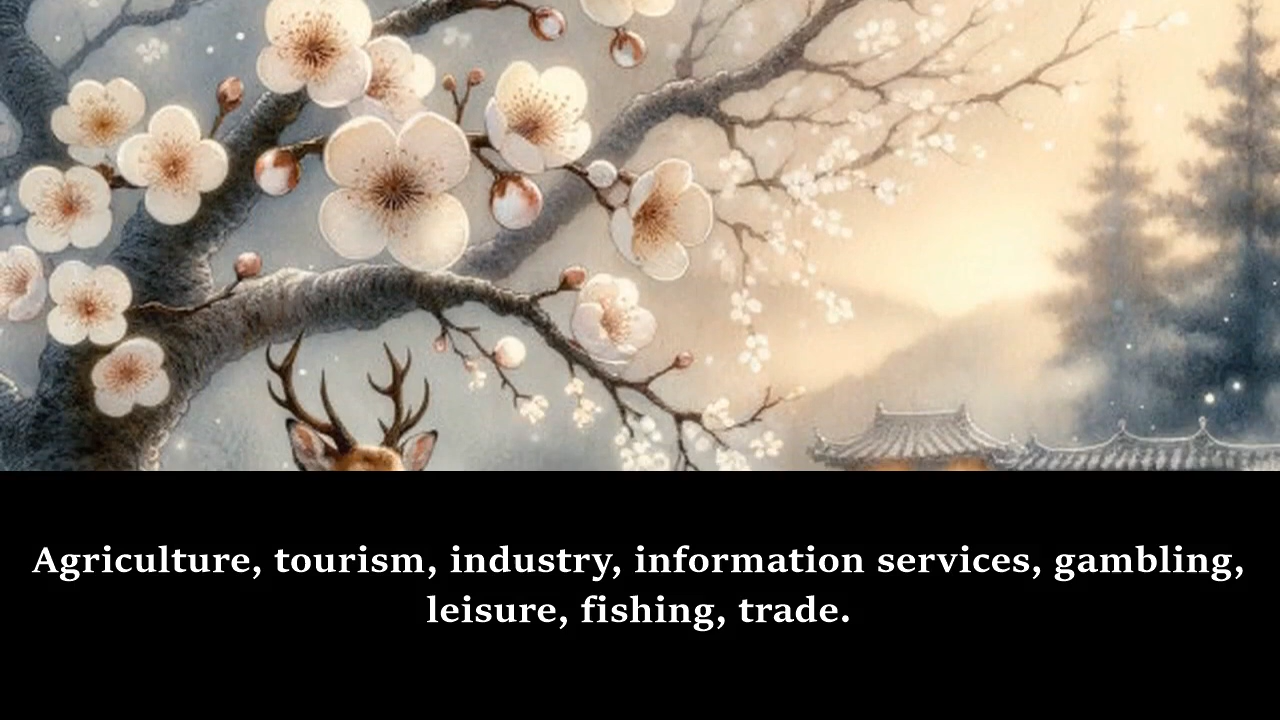 Agriculture, tourism, industry, information services, gambling,
leisure, fishing, trade.